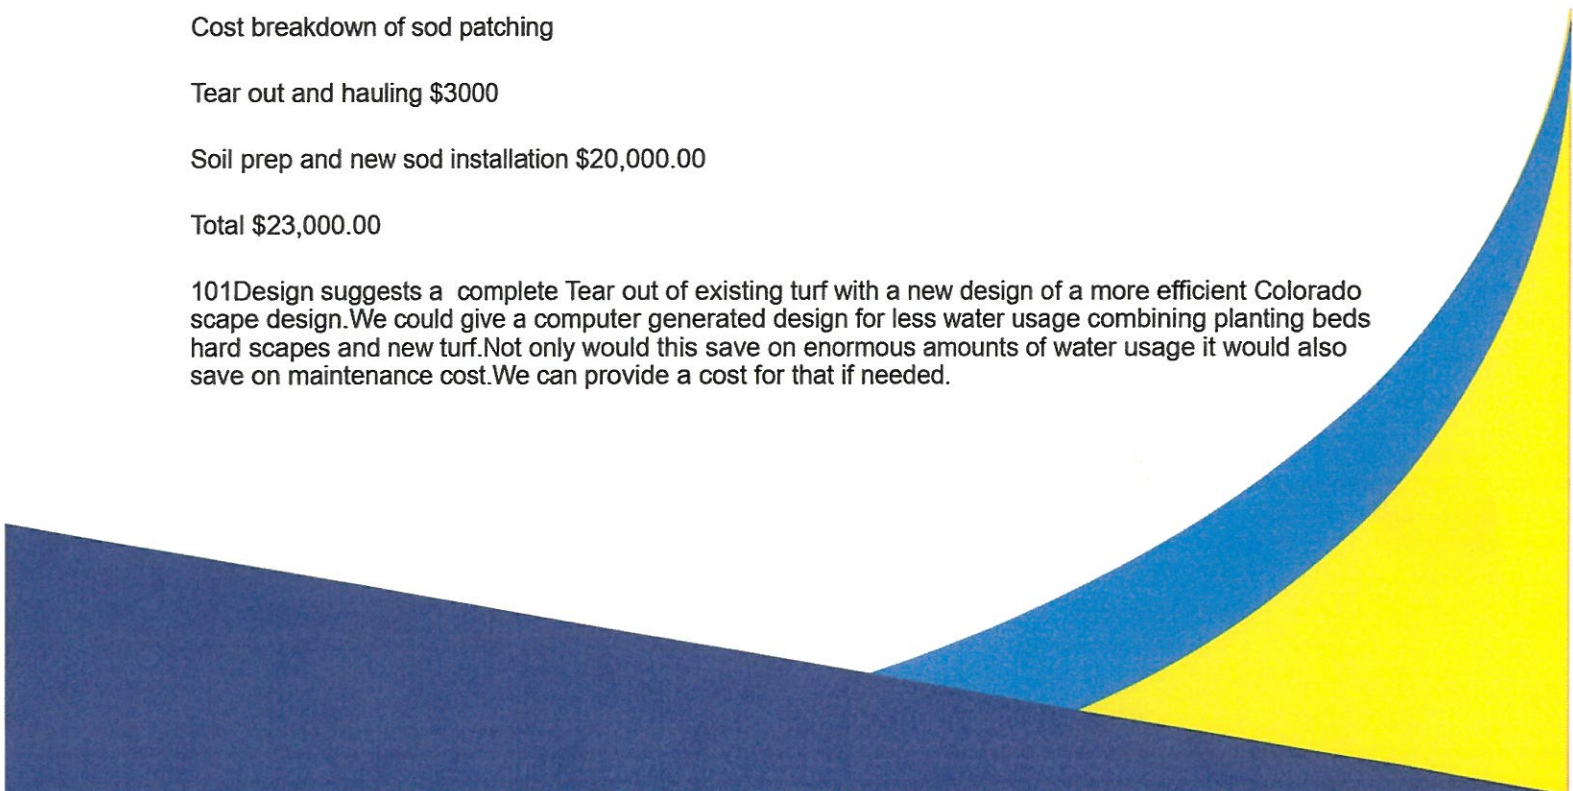 Cost breakdown of sod patching
Tear out and hauling $3000
Soil prep and new sod installation $20,000.00
Total $23,000.00
101Design suggests a  complete Tear out of existing turf with a new design of a more efficient Colorado
scape design.We could give a computer generated design for less water usage combining planting beds
hard scapes and new turf.Not only would this save on enormous amounts of water usage it would also
save on maintenance cost.We can provide a cost for that if needed.